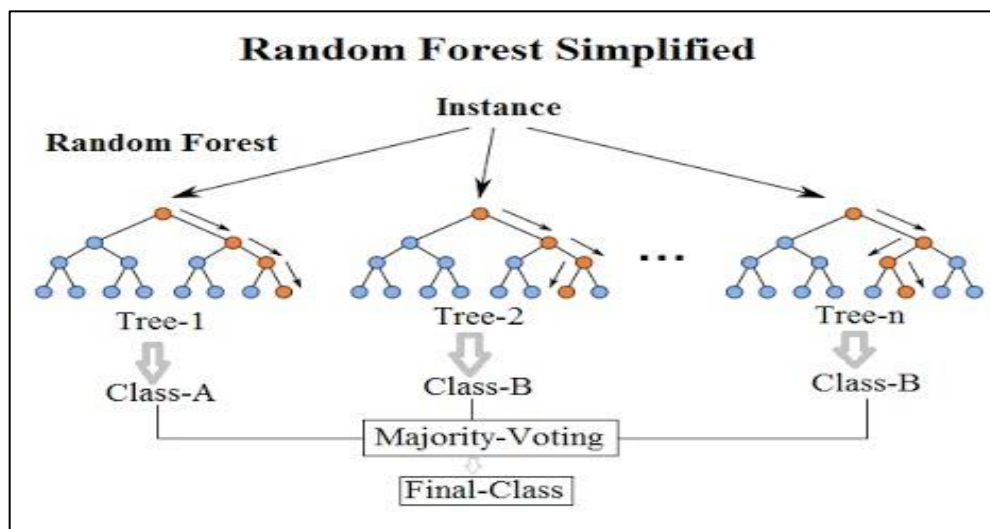 Random Forest Simplified
Instance
Random Forest
...
Tree-1
Tree-2
Tree-n
Class-A
Class-B
Class-B
Majority-Voting
Final-Class